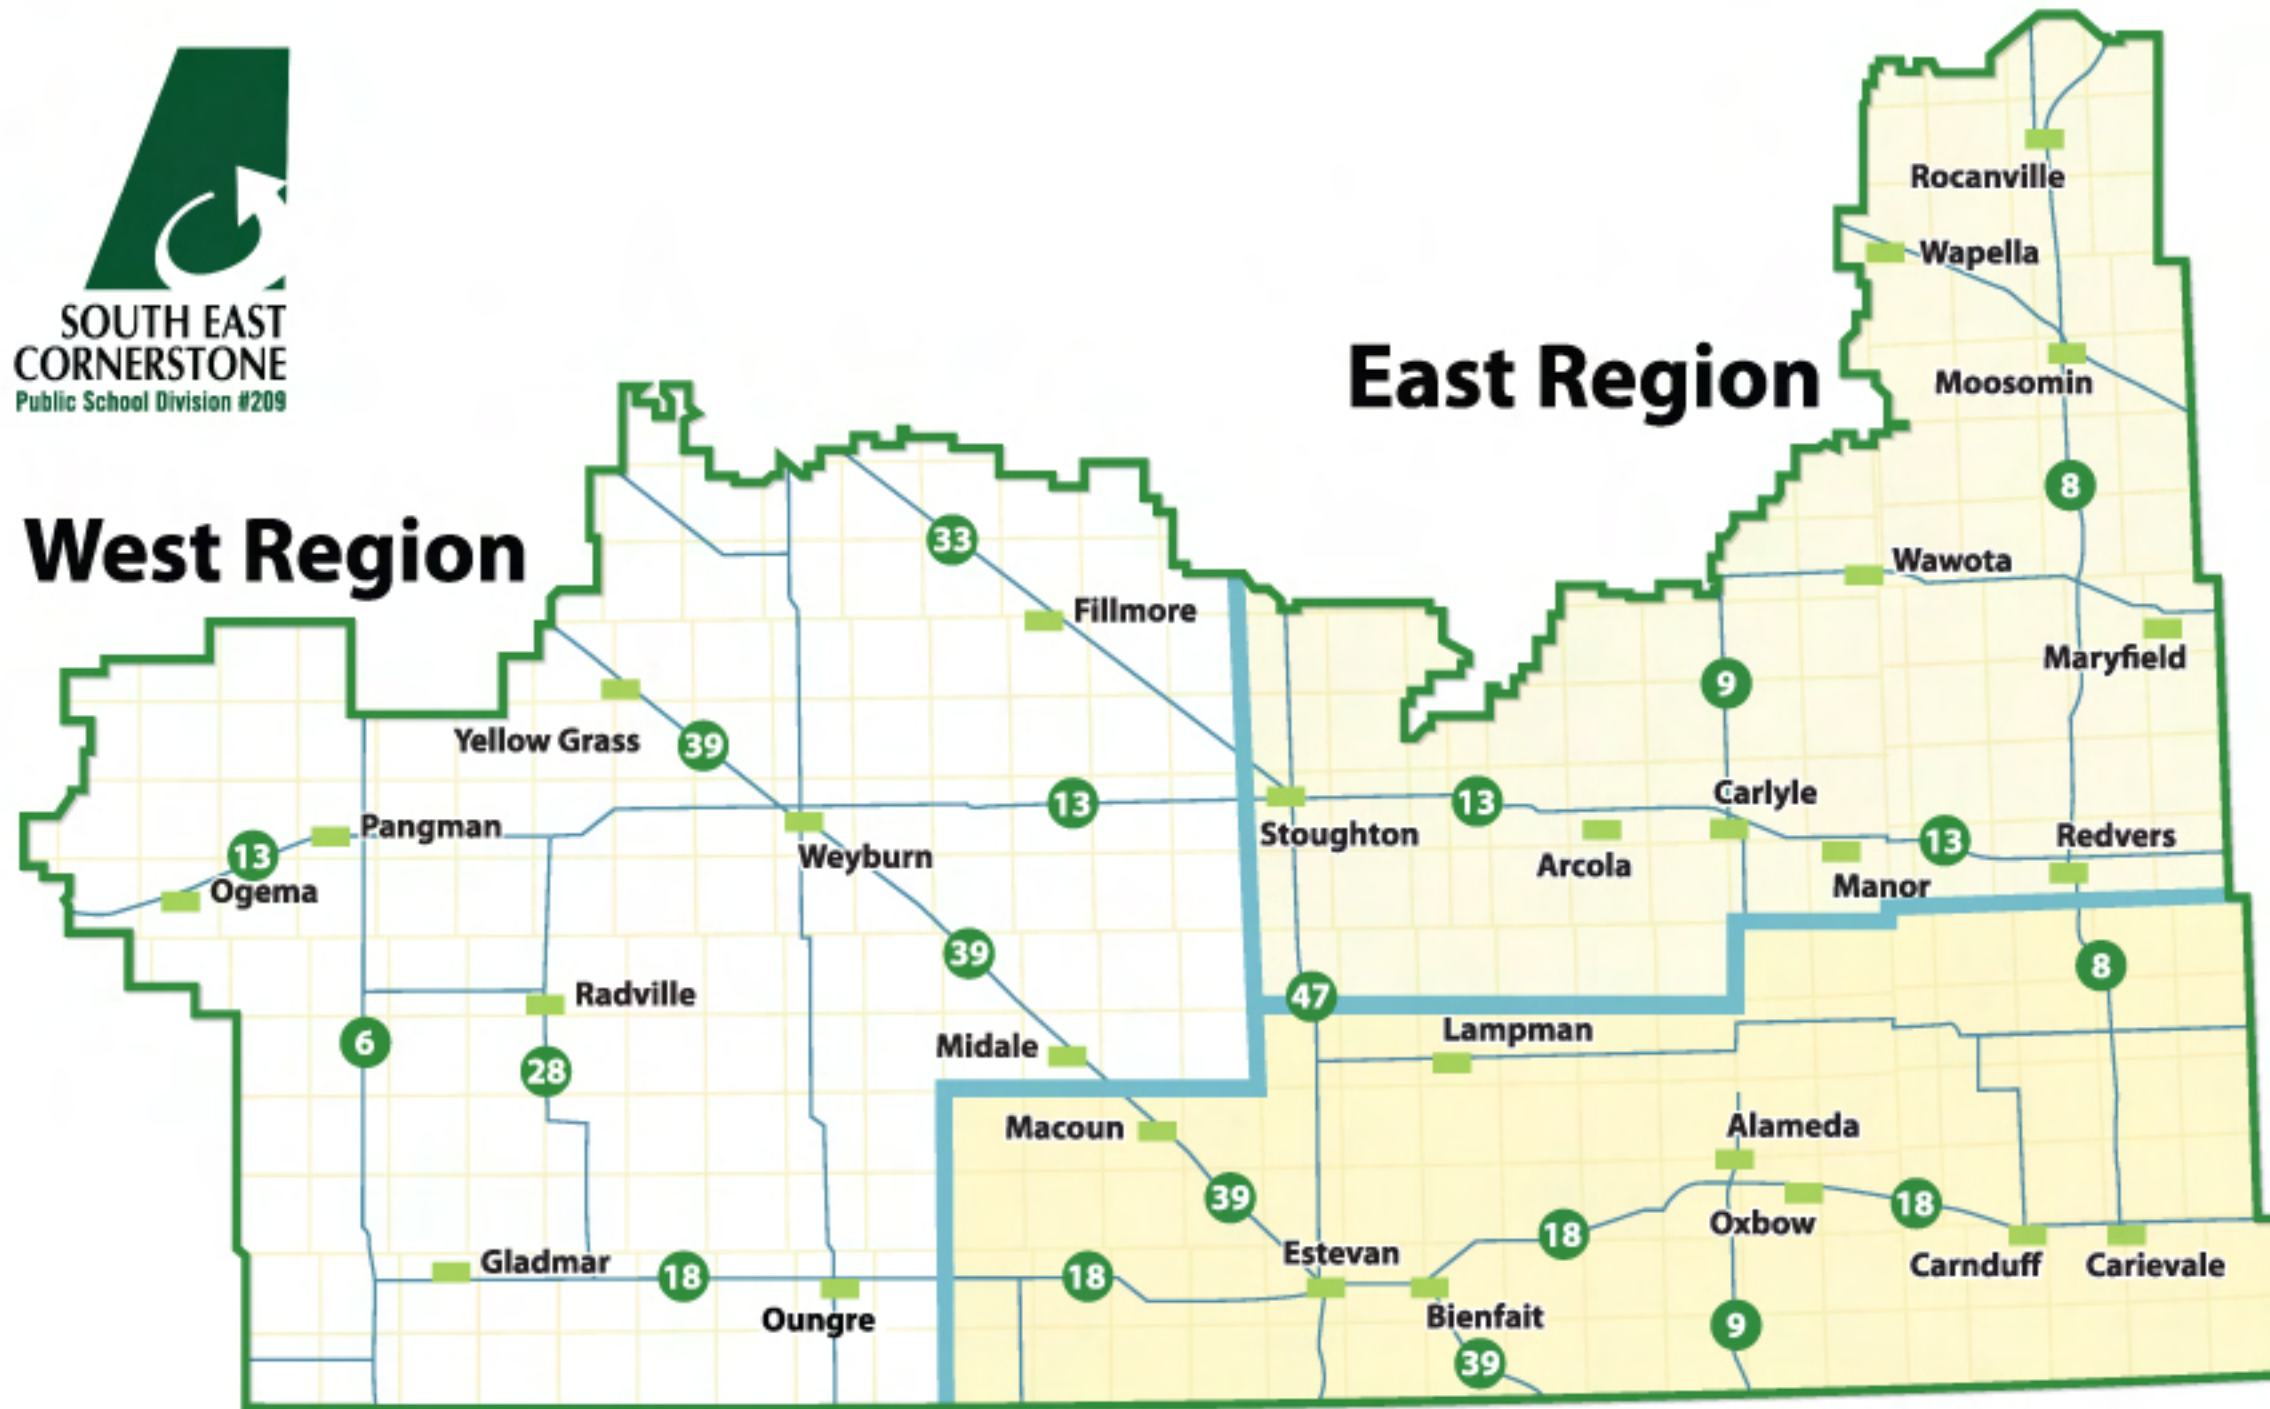 SOUTH EAST
CORNERSTONE
Public School Division #209
West Region
East Region
Rocanville
Wapella
Moosomin
8
33
Fillmore
Wawota
Maryfield
9
Yellow Grass
39
13
13
Carlyle
Pangman
13
Stoughton
Arcola
13
Redvers
Weyburn
Manor
Ogema
39
8
Radville
47
6
28
Midale
Lampman
Macoun
Alameda
39
18
Oxbow
18
Gladmar
18
18
Estevan
Carnduff
Carievale
Oungre
Bienfait
9
39